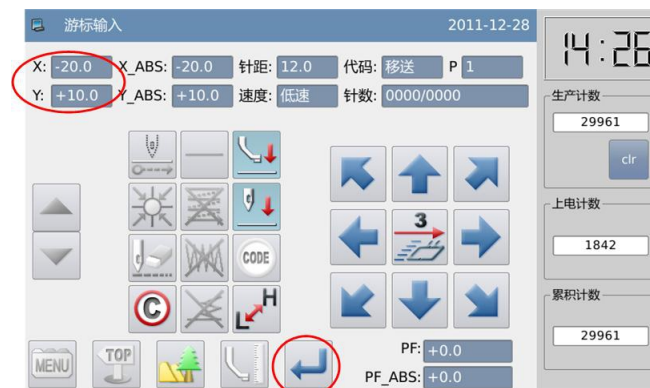 游标输入 2011-12-28
14:26
X: -20.0 X_ABS: -20.0 针距: 12.0 代码: 移送 P 1
Y: +10.0 Y_ABS: +10.0 速度: 低速 针数: 0000/0000
生产计数
29961
clr
上电计数
1842
累积计数
29961
3
CODE
C
H
L
MENU
TOP
PF: +0.0
PF_ABS: +0.0